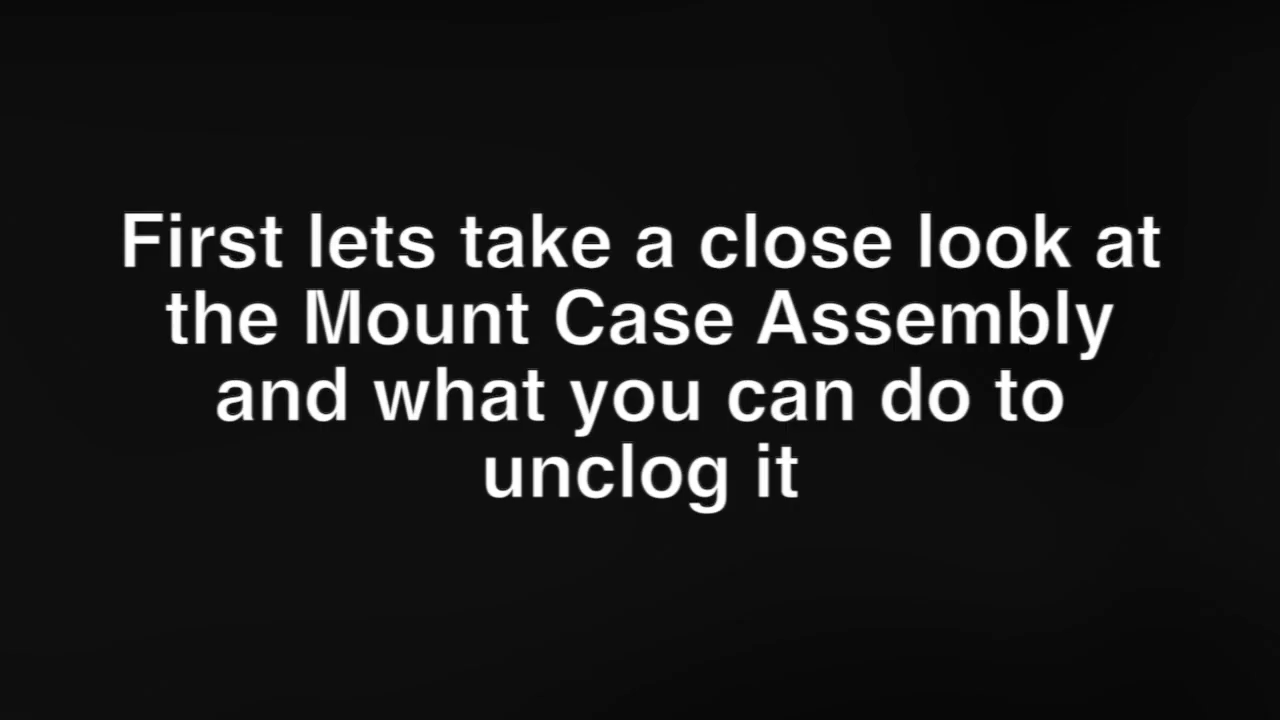 First lets take a close look at
the Mount Case Assembly
and what you can do to
unclog it